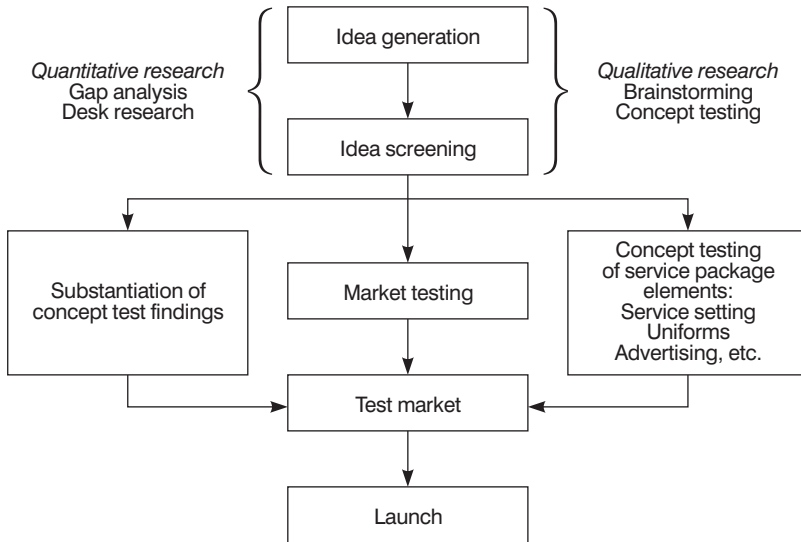 Idea generation
Quantitative research
Gap analysis
Desk research
Qualitative research
Brainstorming
Concept testing
Idea screening
Substantiation of
concept test findings
Market testing
Concept testing
of service package
elements:
Service setting
Uniforms
Advertising, etc.
Test market
Launch